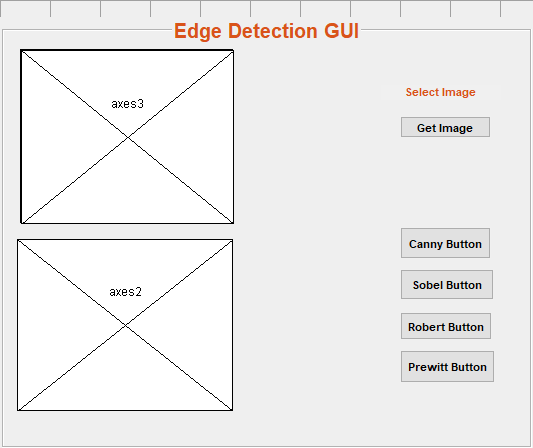 Edge Detection GUI
axes3
Select Image
Get Image
Canny Button
Sobel Button
axes2
Robert Button
Prewitt Button